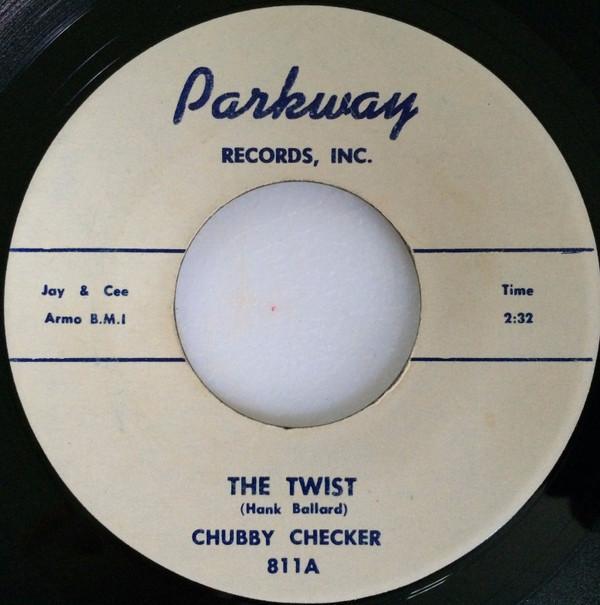 Parkway
RECORDS, INC.
Jay & Cee
Armo B.M.I
Time
2:32
THE TWIST
(Hank Ballard)
CHUBBY CHECKER
811A